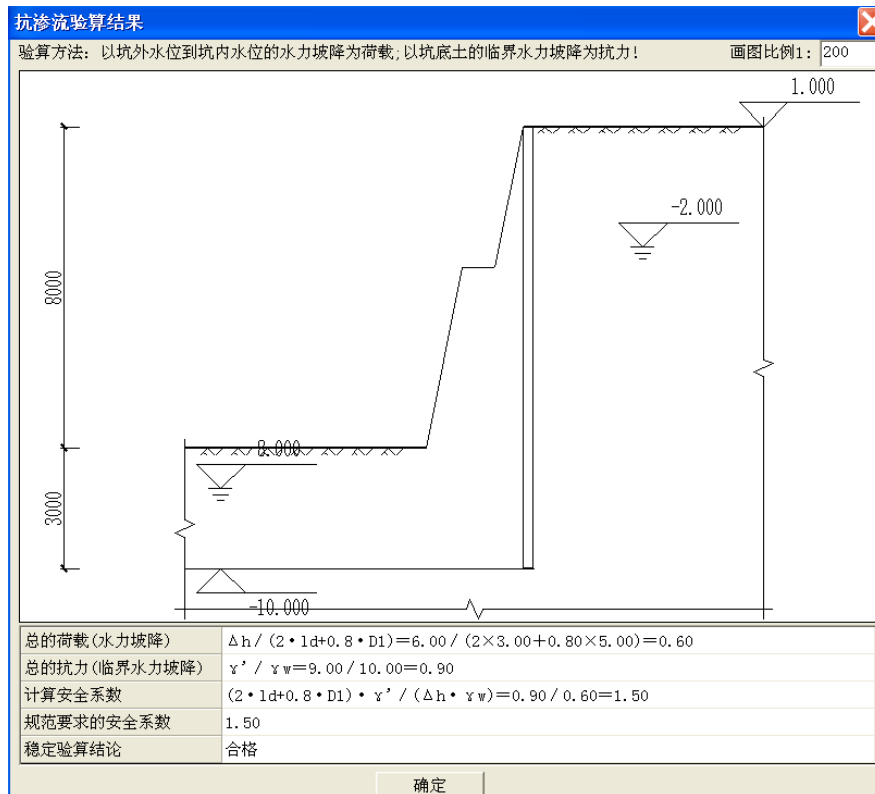 抗渗流验算结果
验算方法: 以坑外水位到坑内水位的水力坡降为荷载;以坑底土的临界水力坡降为抗力!
画图比例1: 200
1.000
-2.000
8000
3000
-10.000
总的荷载(水力坡降) Δh/(2•ld+0.8•D1)=6.00/(2×3.00+0.80×5.00)=0.60
总的抗力(临界水力坡降) γ'/γw=9.00/10.00=0.90
计算安全系数 (2•ld+0.8•D1)•γ'/(Δh•γw)=0.90/0.60=1.50
规范要求的安全系数 1.50
稳定验算结论 合格
确定